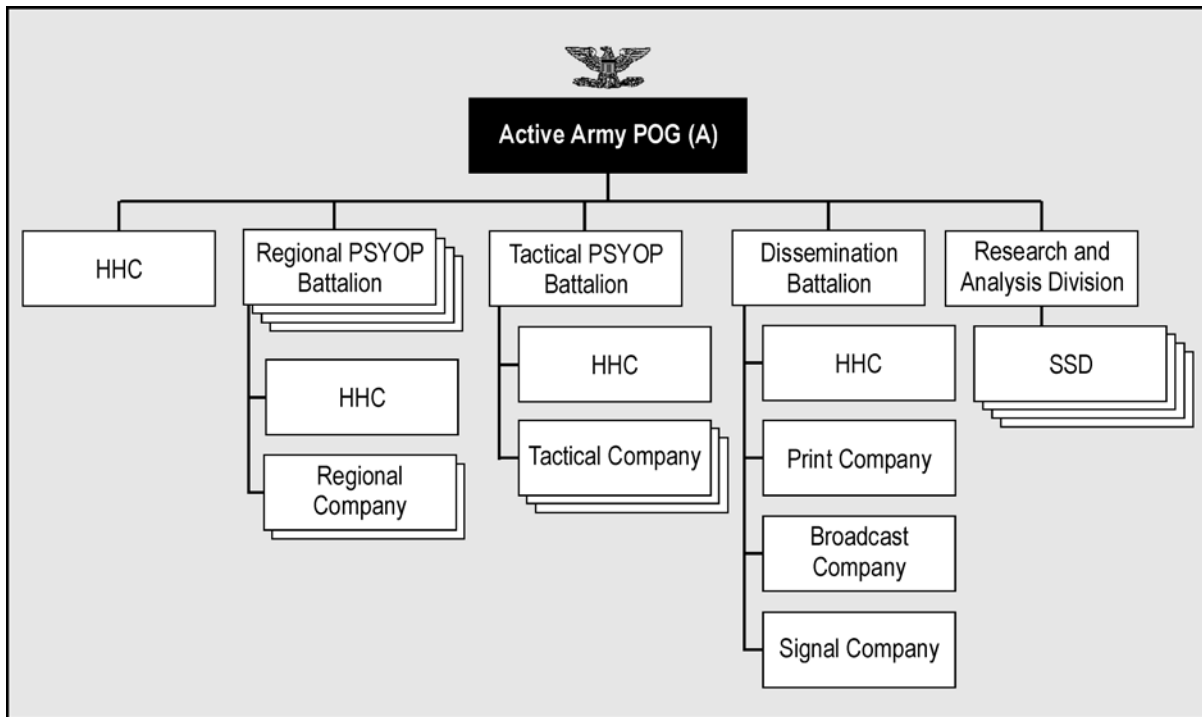 Active Army POG (A)
HHC
Regional PSYOP
Battalion
HHC
Regional
Company
Tactical PSYOP
Battalion
HHC
Tactical Company
Dissemination
Battalion
HHC
Print Company
Broadcast
Company
Signal Company
Research and
Analysis Division
SSD